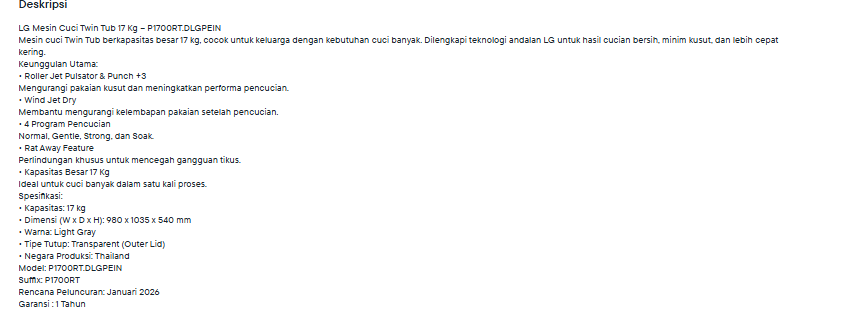 Deskripsi
LG Mesin Cuci Twin Tub 17 Kg – P1700RT.DLGPEIN
Mesin cuci Twin Tub berkapasitas besar 17 kg, cocok untuk keluarga dengan kebutuhan cuci banyak. Dilengkapi teknologi andalan LG untuk hasil cucian bersih, minim kusut, dan lebih cepat
kering.
Keunggulan Utama:
• Roller Jet Pulsator & Punch +3
Mengurangi pakaian kusut dan meningkatkan performa pencucian.
• Wind Jet Dry
Membantu mengurangi kelembapan pakaian setelah pencucian.
• 4 Program Pencucian
Normal, Gentle, Strong, dan Soak.
• Rat Away Feature
Perlindungan khusus untuk mencegah gangguan tikus.
• Kapasitas Besar 17 Kg
Ideal untuk cuci banyak dalam satu kali proses.
Spesifikasi:
• Kapasitas: 17 kg
• Dimensi (W x D x H): 980 x 1035 x 540 mm
• Warna: Light Gray
• Tipe Tutup: Transparent (Outer Lid)
• Negara Produksi: Thailand
Model: P1700RT.DLGPEIN
Suffix: P1700RT
Rencana Peluncuran: Januari 2026
Garansi : 1 Tahun